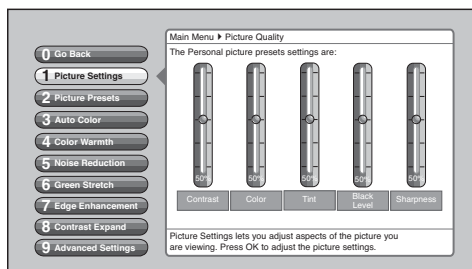 Main Menu ▶ Picture Quality
The Personal picture presets settings are:
0 Go Back
1 Picture Settings
2 Picture Presets
3 Auto Color
4 Color Warmth
5 Noise Reduction
6 Green Stretch
7 Edge Enhancement
8 Contrast Expand
9 Advanced Settings
50% 50% 50% 50% 50%
Contrast Color Tint Black Level Sharpness
Picture Settings lets you adjust aspects of the picture you
are viewing. Press OK to adjust the picture settings.